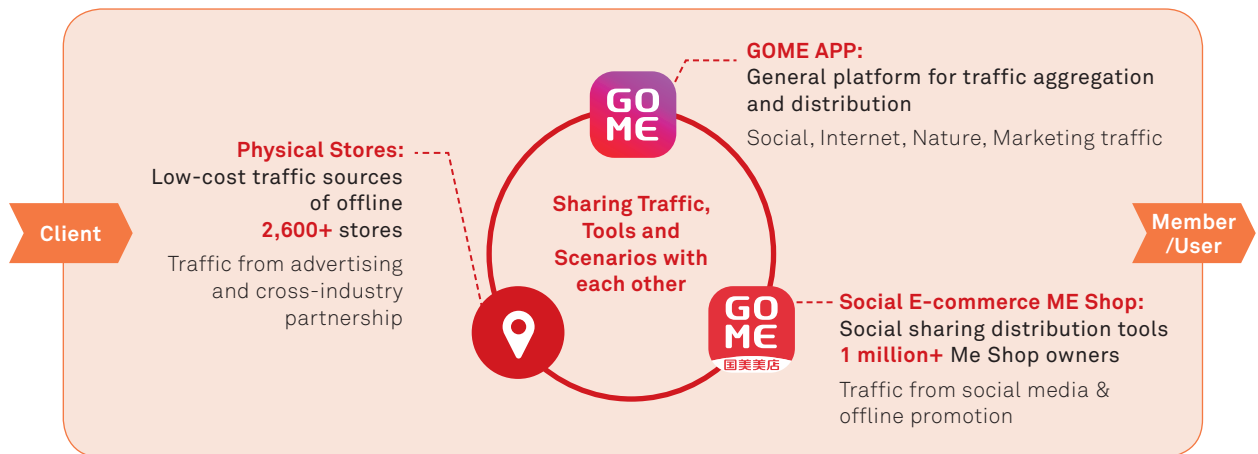 GOME APP:
General platform for traffic aggregation
and distribution
Social, Internet, Nature, Marketing traffic
GO
ME
Physical Stores:
Low-cost traffic sources
of offline
2,600+ stores
Traffic from advertising
and cross-industry
partnership
Client
Sharing Traffic,
Tools and
Scenarios with
each other
Member
/User
GO
ME
国美美店
Social E-commerce ME Shop:
Social sharing distribution tools
1 million+ Me Shop owners
Traffic from social media &
offline promotion